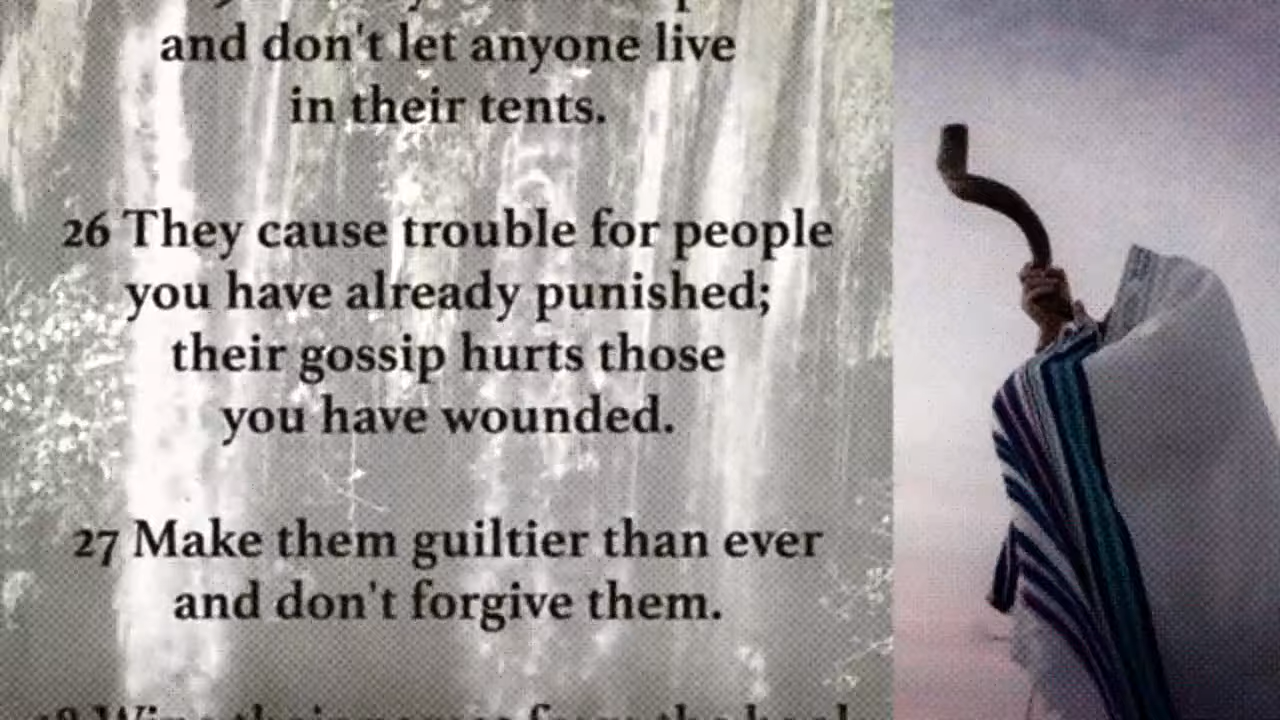 and don't let anyone live
in their tents.
26 They cause trouble for people
you have already punished;
their gossip hurts those
you have wounded.
27 Make them guiltier than ever
and don't forgive them.